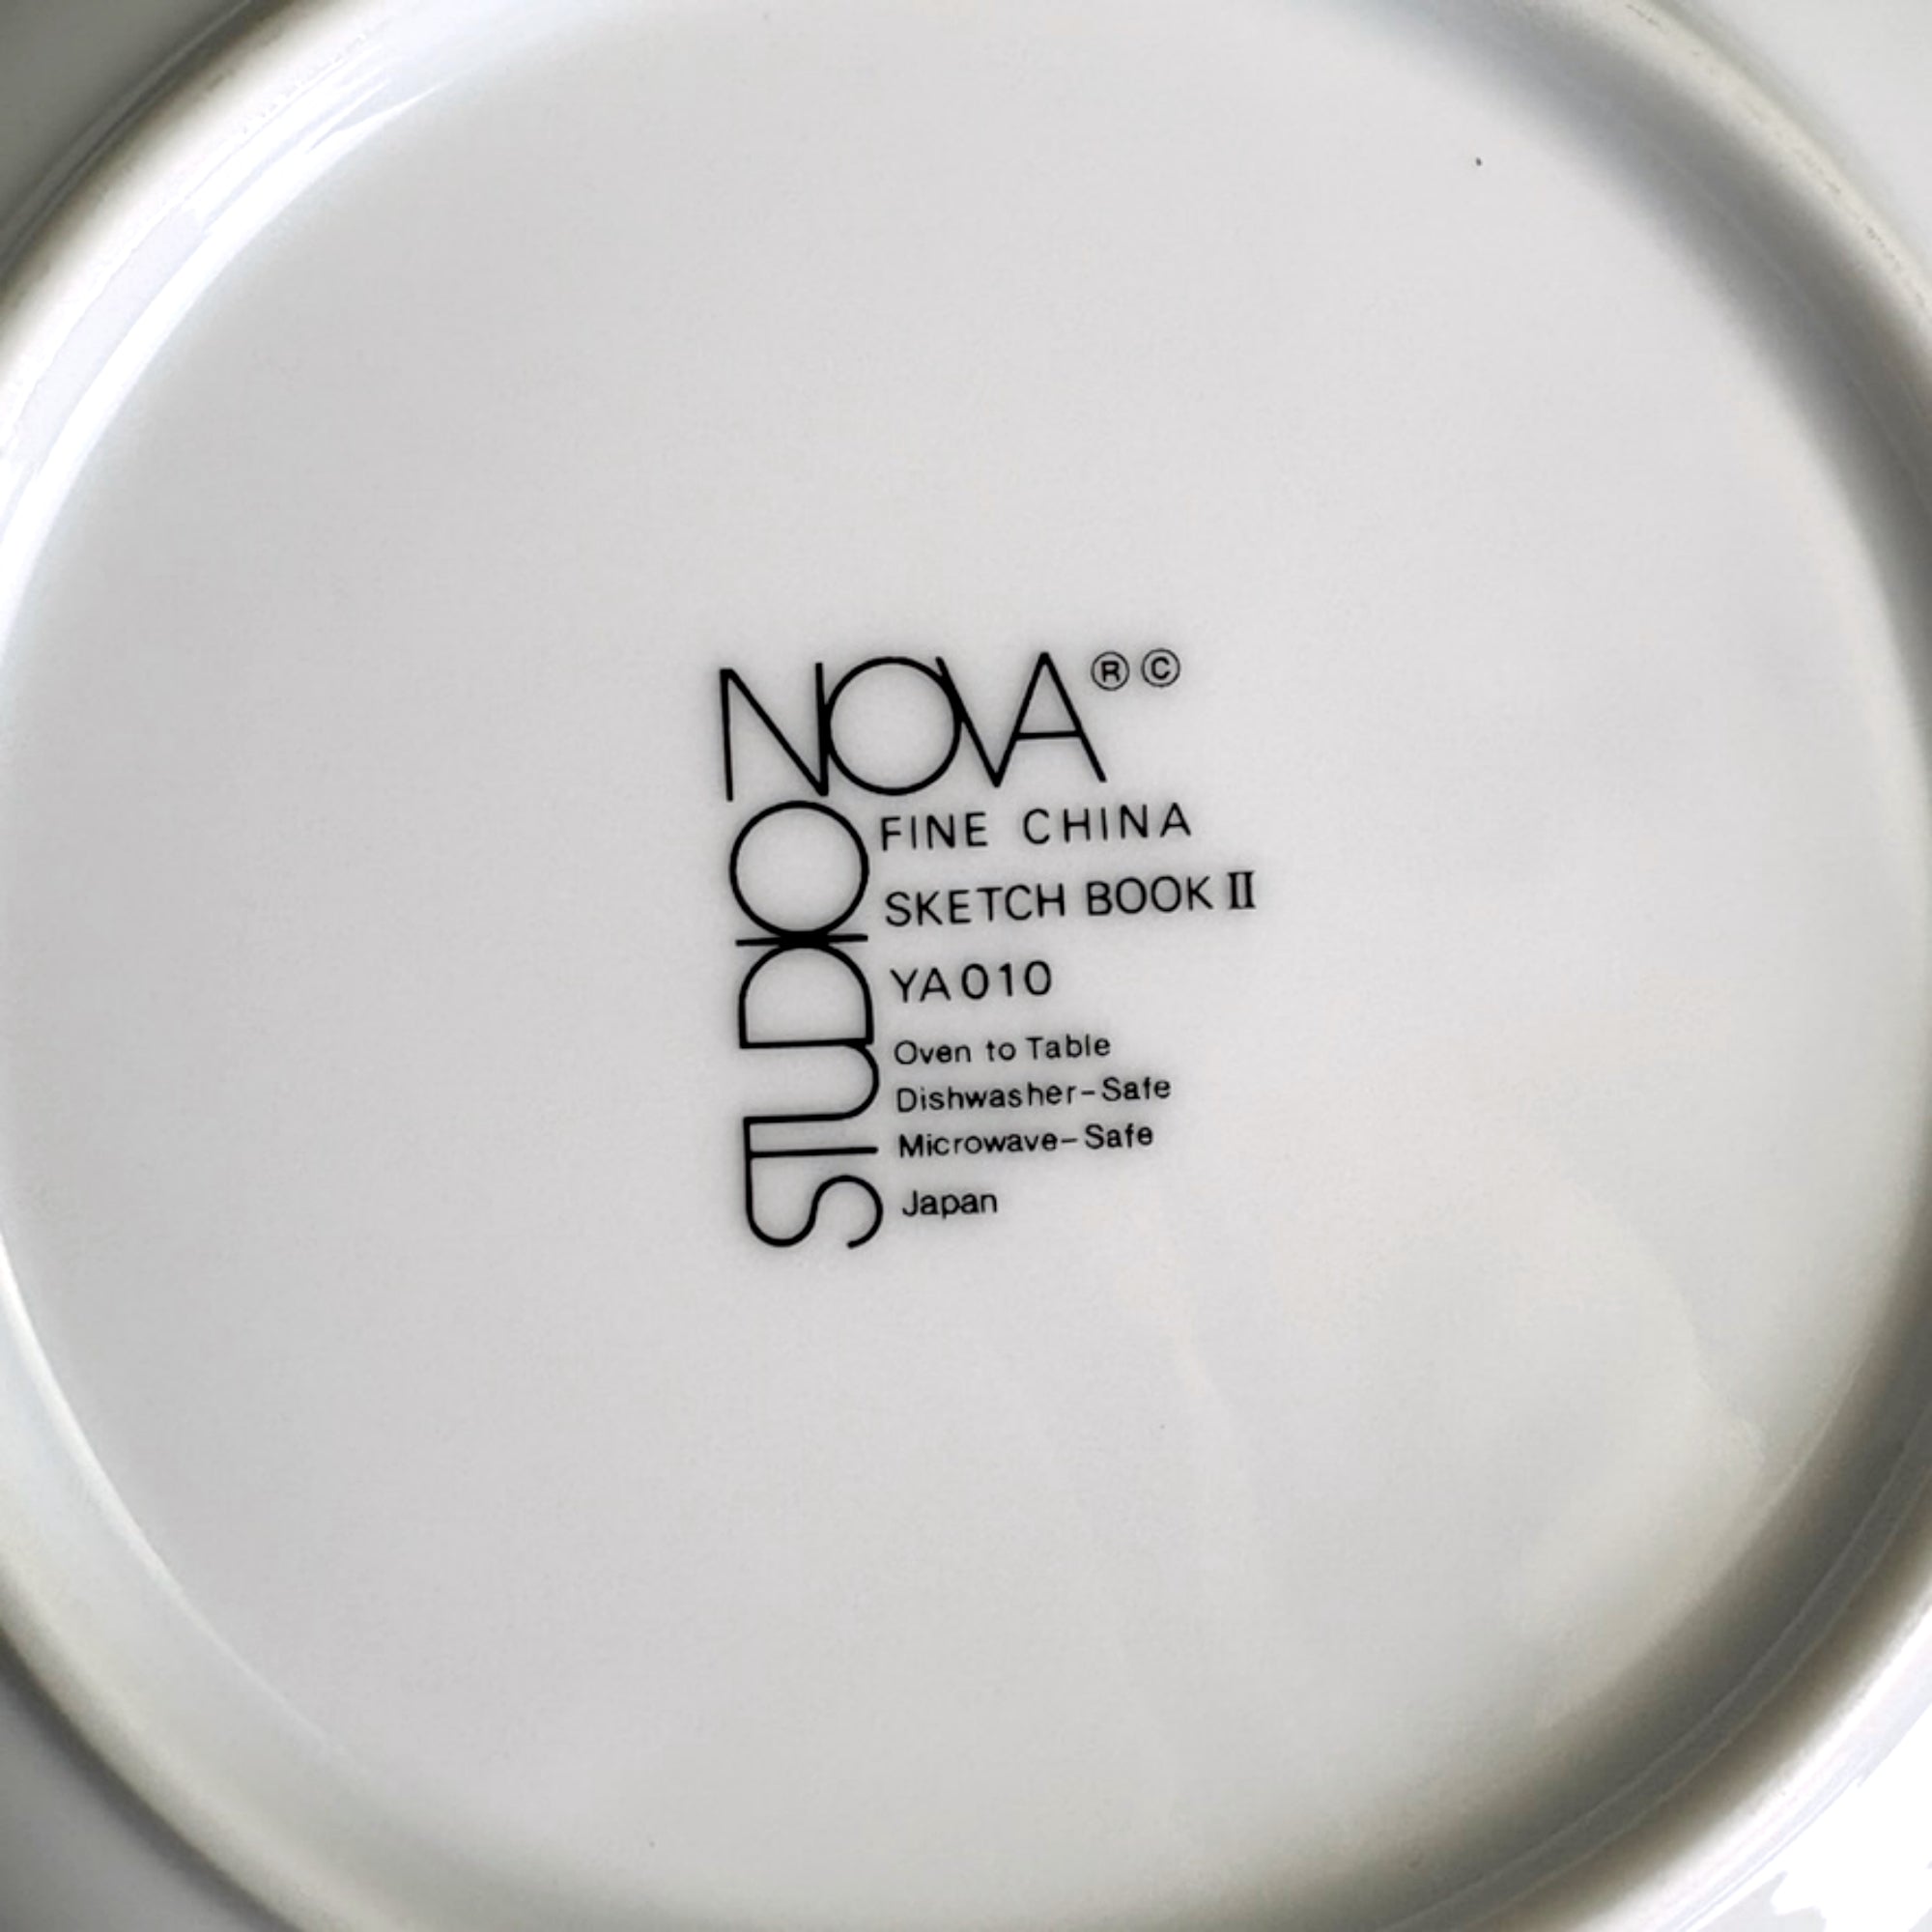 NOVA ® ©
STUDIO
FINE CHINA
SKETCH BOOK II
YA010
Oven to Table
Dishwasher-Safe
Microwave-Safe
Japan